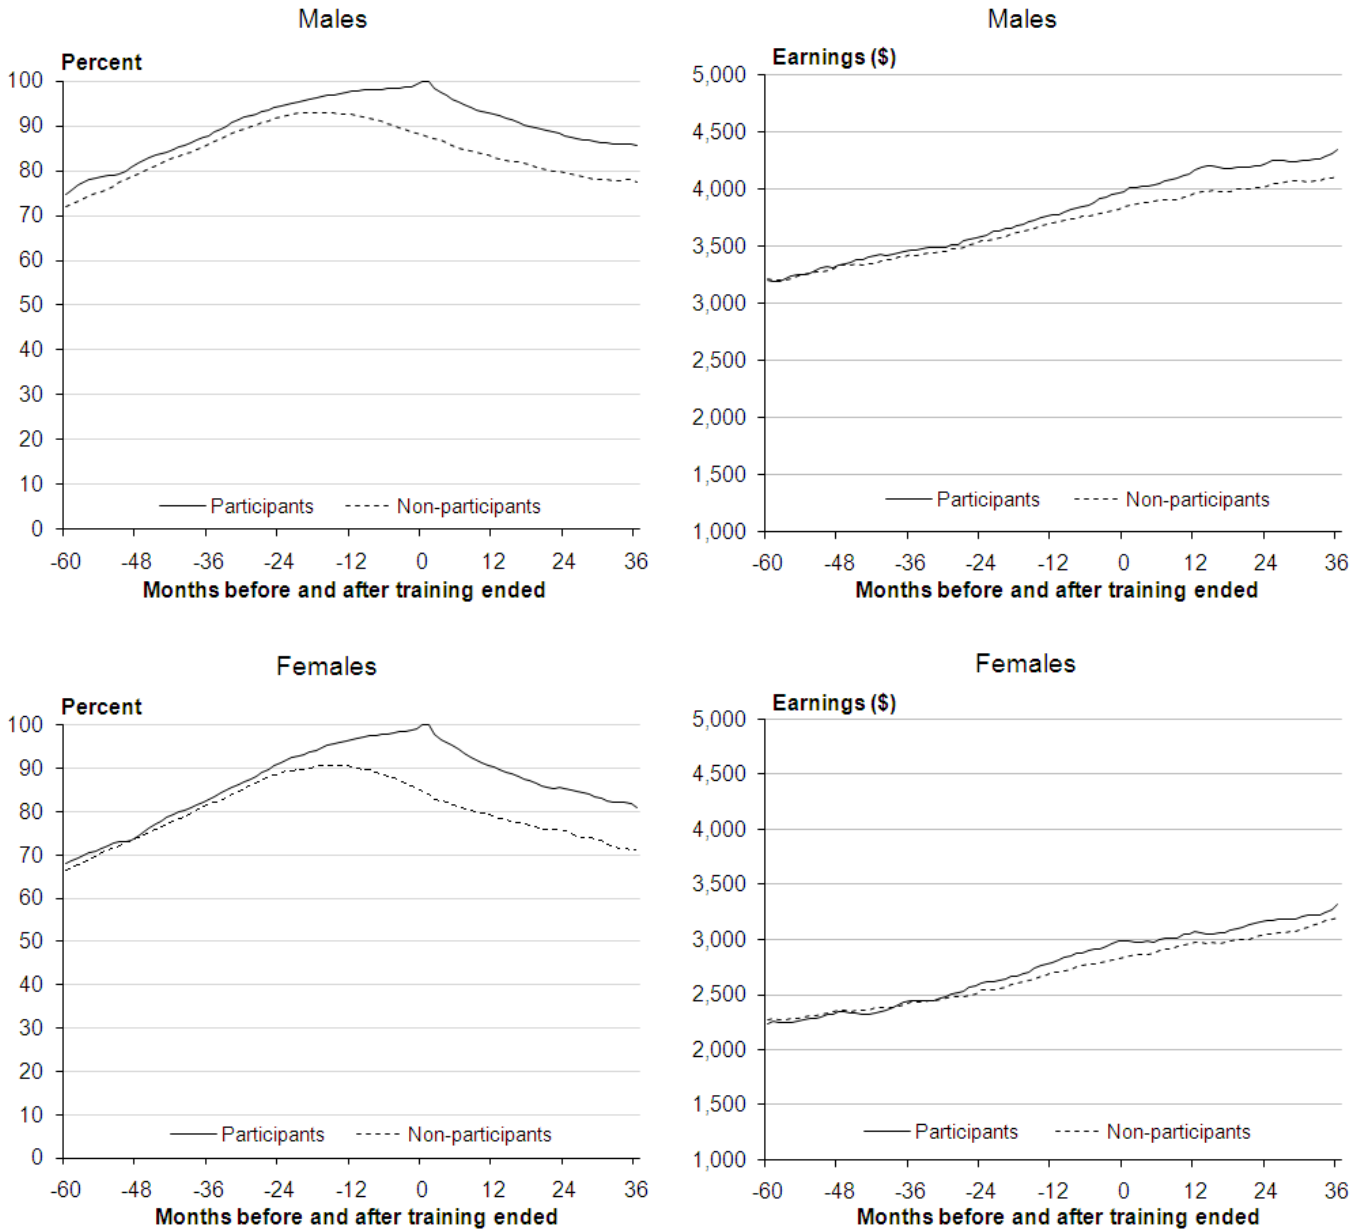 Males
Percent
100
90
80
70
60
50
40
30
20
10
0
Participants Non-participants
-60 -48 -36 -24 -12 0 12 24 36
Months before and after training ended
Males
Earnings ($)
5,000
4,500
4,000
3,500
3,000
2,500
2,000
1,500
1,000
Participants Non-participants
-60 -48 -36 -24 -12 0 12 24 36
Months before and after training ended
Females
Percent
100
90
80
70
60
50
40
30
20
10
0
Participants Non-participants
-60 -48 -36 -24 -12 0 12 24 36
Months before and after training ended
Females
Earnings ($)
5,000
4,500
4,000
3,500
3,000
2,500
2,000
1,500
1,000
Participants Non-participants
-60 -48 -36 -24 -12 0 12 24 36
Months before and after training ended